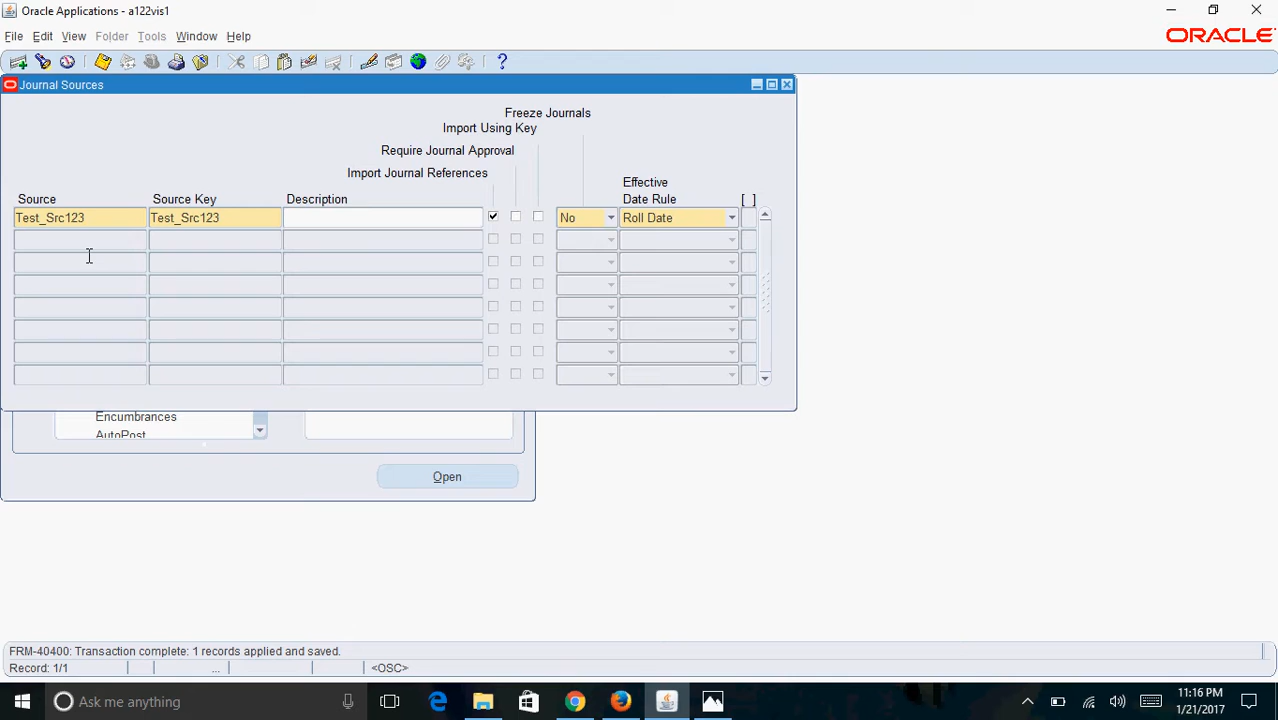 Oracle Applications - a122vis1
File Edit View Folder Tools Window Help
ORACLE
Journal Sources
Freeze Journals
Import Using Key
Require Journal Approval
Import Journal References
Effective
Source Source Key Description Date Rule [ ]
Test_Src123 Test_Src123 No Roll Date
Encumbrances
AutoPost
Open
FRM-40400: Transaction complete: 1 records applied and saved.
Record: 1/1 ... <OSC>
Ask me anything
11:16 PM
1/21/2017